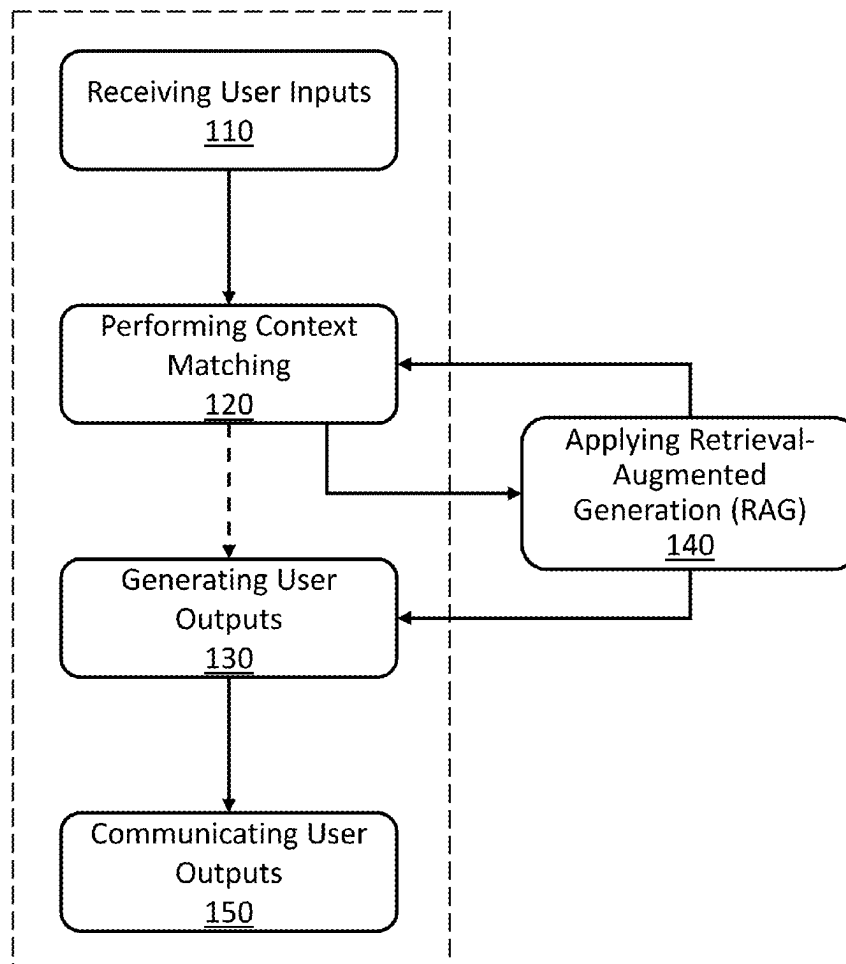 Receiving User Inputs
110
Performing Context
Matching
120
Applying Retrieval-
Augmented
Generation (RAG)
140
Generating User
Outputs
130
Communicating User
Outputs
150